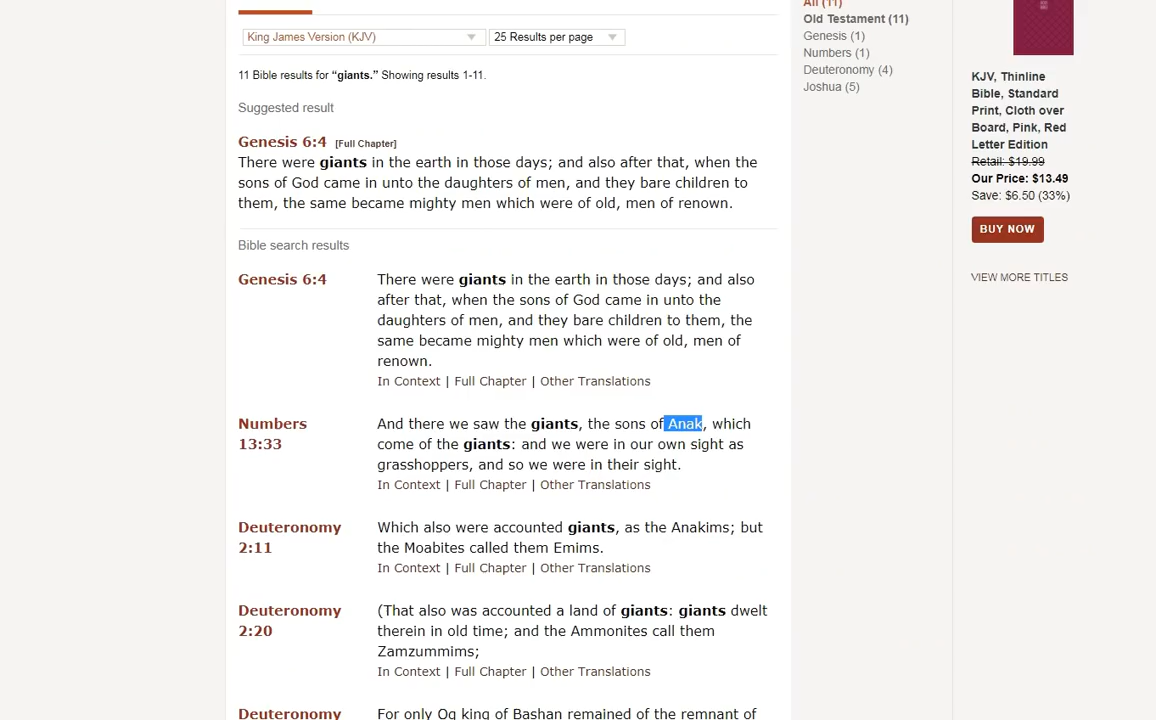 All (11)
Old Testament (11)
Genesis (1)
Numbers (1)
Deuteronomy (4)
Joshua (5)
King James Version (KJV)
25 Results per page
11 Bible results for “giants.” Showing results 1-11.
Suggested result
Genesis 6:4 [Full Chapter]
There were giants in the earth in those days; and also after that, when the
sons of God came in unto the daughters of men, and they bare children to
them, the same became mighty men which were of old, men of renown.
Bible search results
Genesis 6:4
There were giants in the earth in those days; and also
after that, when the sons of God came in unto the
daughters of men, and they bare children to them, the
same became mighty men which were of old, men of
renown.
In Context | Full Chapter | Other Translations
Numbers
13:33
And there we saw the giants, the sons of Anak, which
come of the giants: and we were in our own sight as
grasshoppers, and so we were in their sight.
In Context | Full Chapter | Other Translations
Deuteronomy
2:11
Which also were accounted giants, as the Anakims; but
the Moabites called them Emims.
In Context | Full Chapter | Other Translations
Deuteronomy
2:20
(That also was accounted a land of giants: giants dwelt
therein in old time; and the Ammonites call them
Zamzummims;
In Context | Full Chapter | Other Translations
Deuteronomy
For only Og king of Bashan remained of the remnant of
KJV, Thinline
Bible, Standard
Print, Cloth over
Board, Pink, Red
Letter Edition
Retail: $19.99
Our Price: $13.49
Save: $6.50 (33%)
BUY NOW
VIEW MORE TITLES